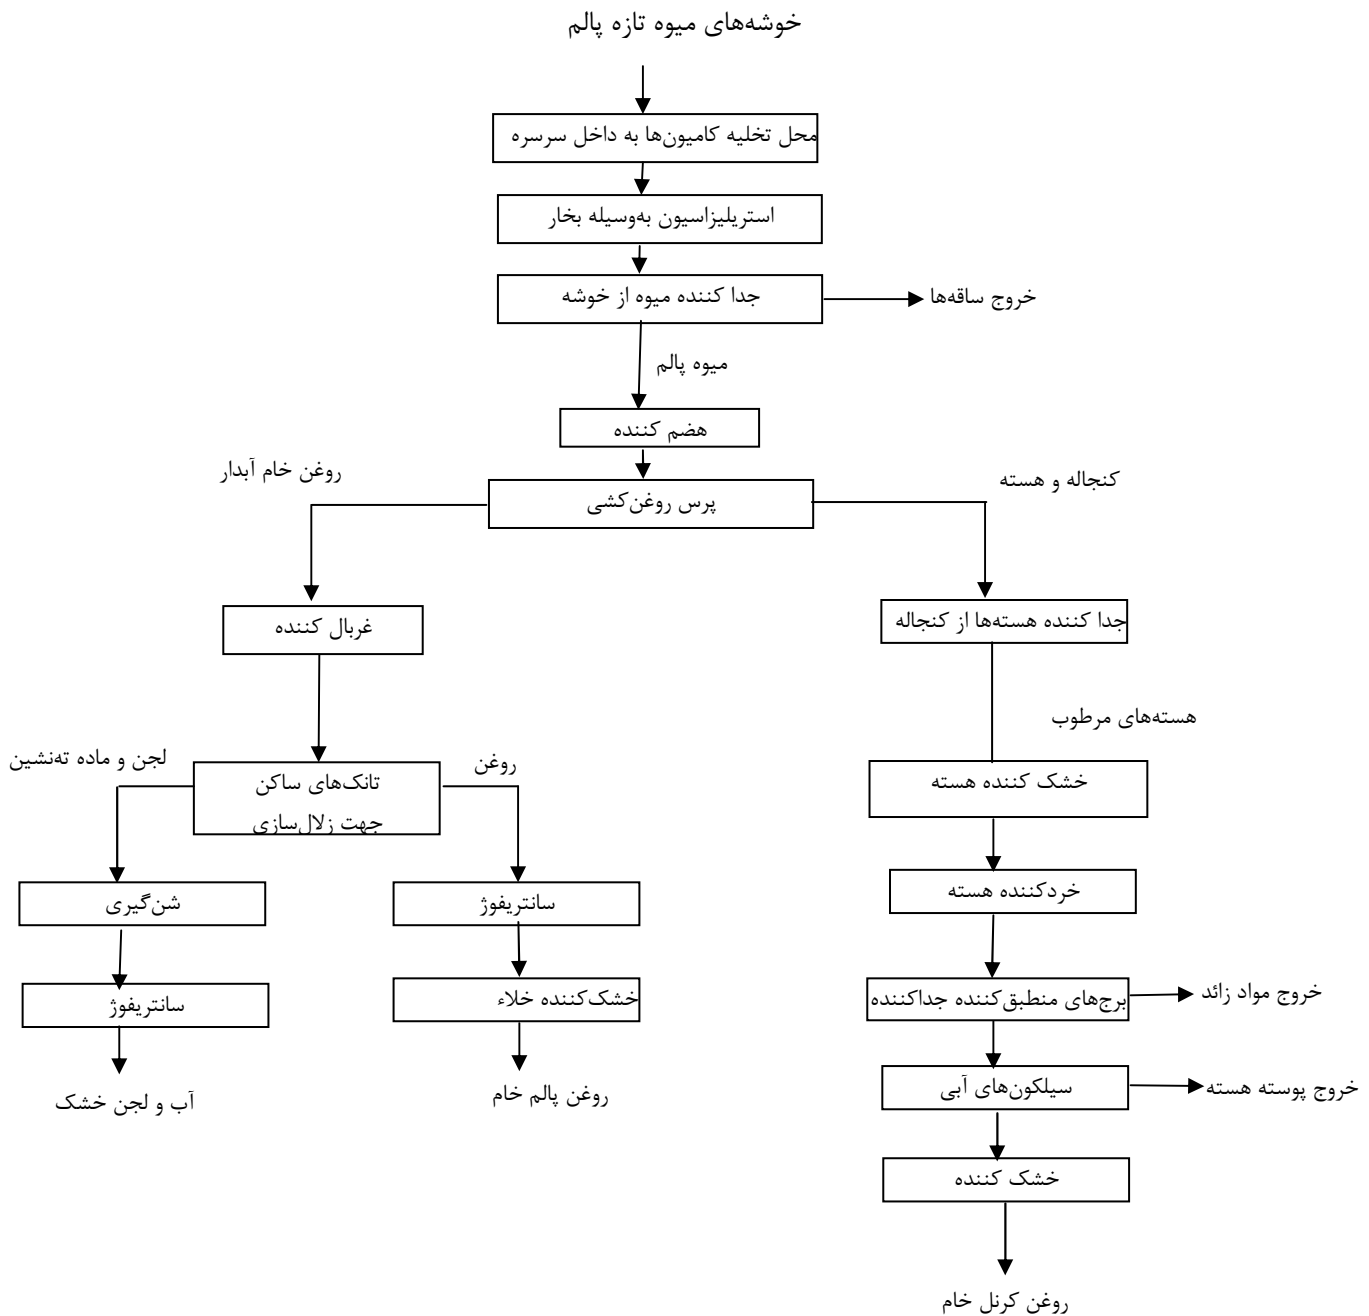 خوشه‌های میوه تازه پالم
محل تخلیه کامیون‌ها به داخل سرسره
استریلیزاسیون به‌وسیله بخار
جدا کننده میوه از خوشه
خروج ساقه‌ها
میوه پالم
هضم کننده
روغن خام آبدار
پرس روغن‌کشی
کنجاله و هسته
غربال کننده
جدا کننده هسته‌ها از کنجاله
هسته‌های مرطوب
لجن و ماده ته‌نشین
تانک‌های ساکن
جهت زلال‌سازی
روغن
خشک کننده هسته
شن‌گیری
سانتریفوژ
خردکننده هسته
سانتریفوژ
خشک‌کننده خلاء
برج‌های منطبق‌کننده جداکننده
خروج مواد زائد
آب و لجن خشک
روغن پالم خام
سیلکون‌های آبی
خروج پوسته هسته
خشک کننده
روغن کرنل خام